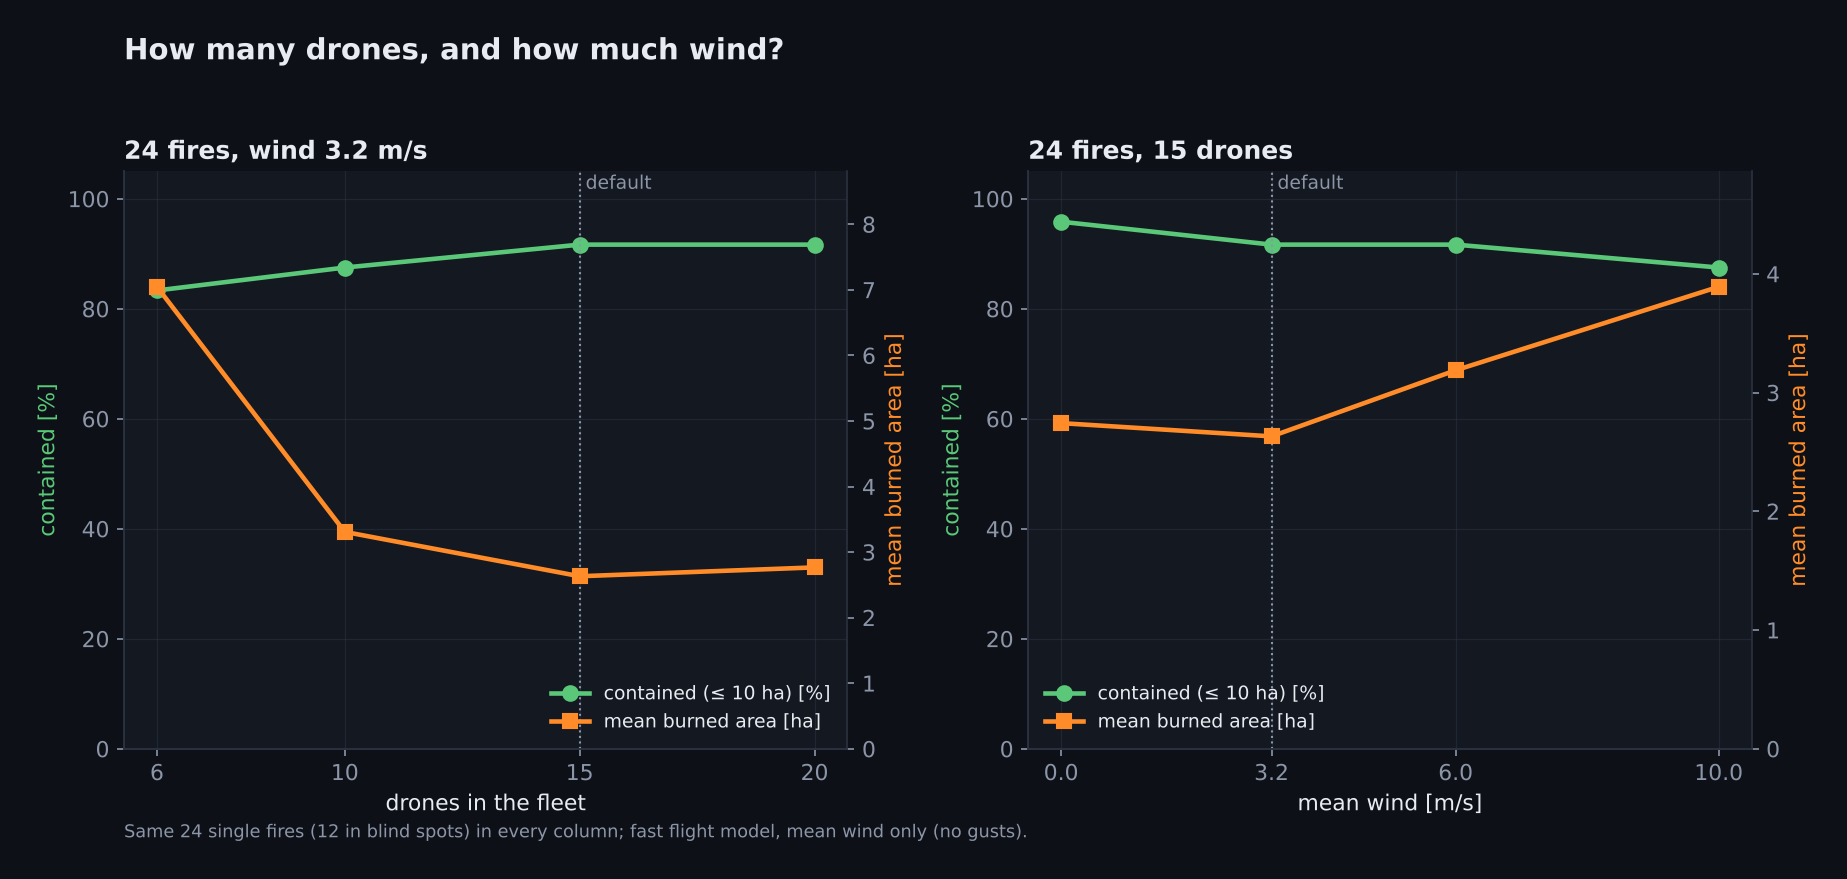 How many drones, and how much wind?
24 fires, wind 3.2 m/s
default
100
80
60
40
20
0
contained [%]
8
7
6
5
4
3
2
1
0
mean burned area [ha]
contained (≤ 10 ha) [%]
mean burned area [ha]
6 10 15 20
drones in the fleet
24 fires, 15 drones
default
100
80
60
40
20
0
contained [%]
4
3
2
1
0
mean burned area [ha]
contained (≤ 10 ha) [%]
mean burned area [ha]
0.0 3.2 6.0 10.0
mean wind [m/s]
Same 24 single fires (12 in blind spots) in every column; fast flight model, mean wind only (no gusts).